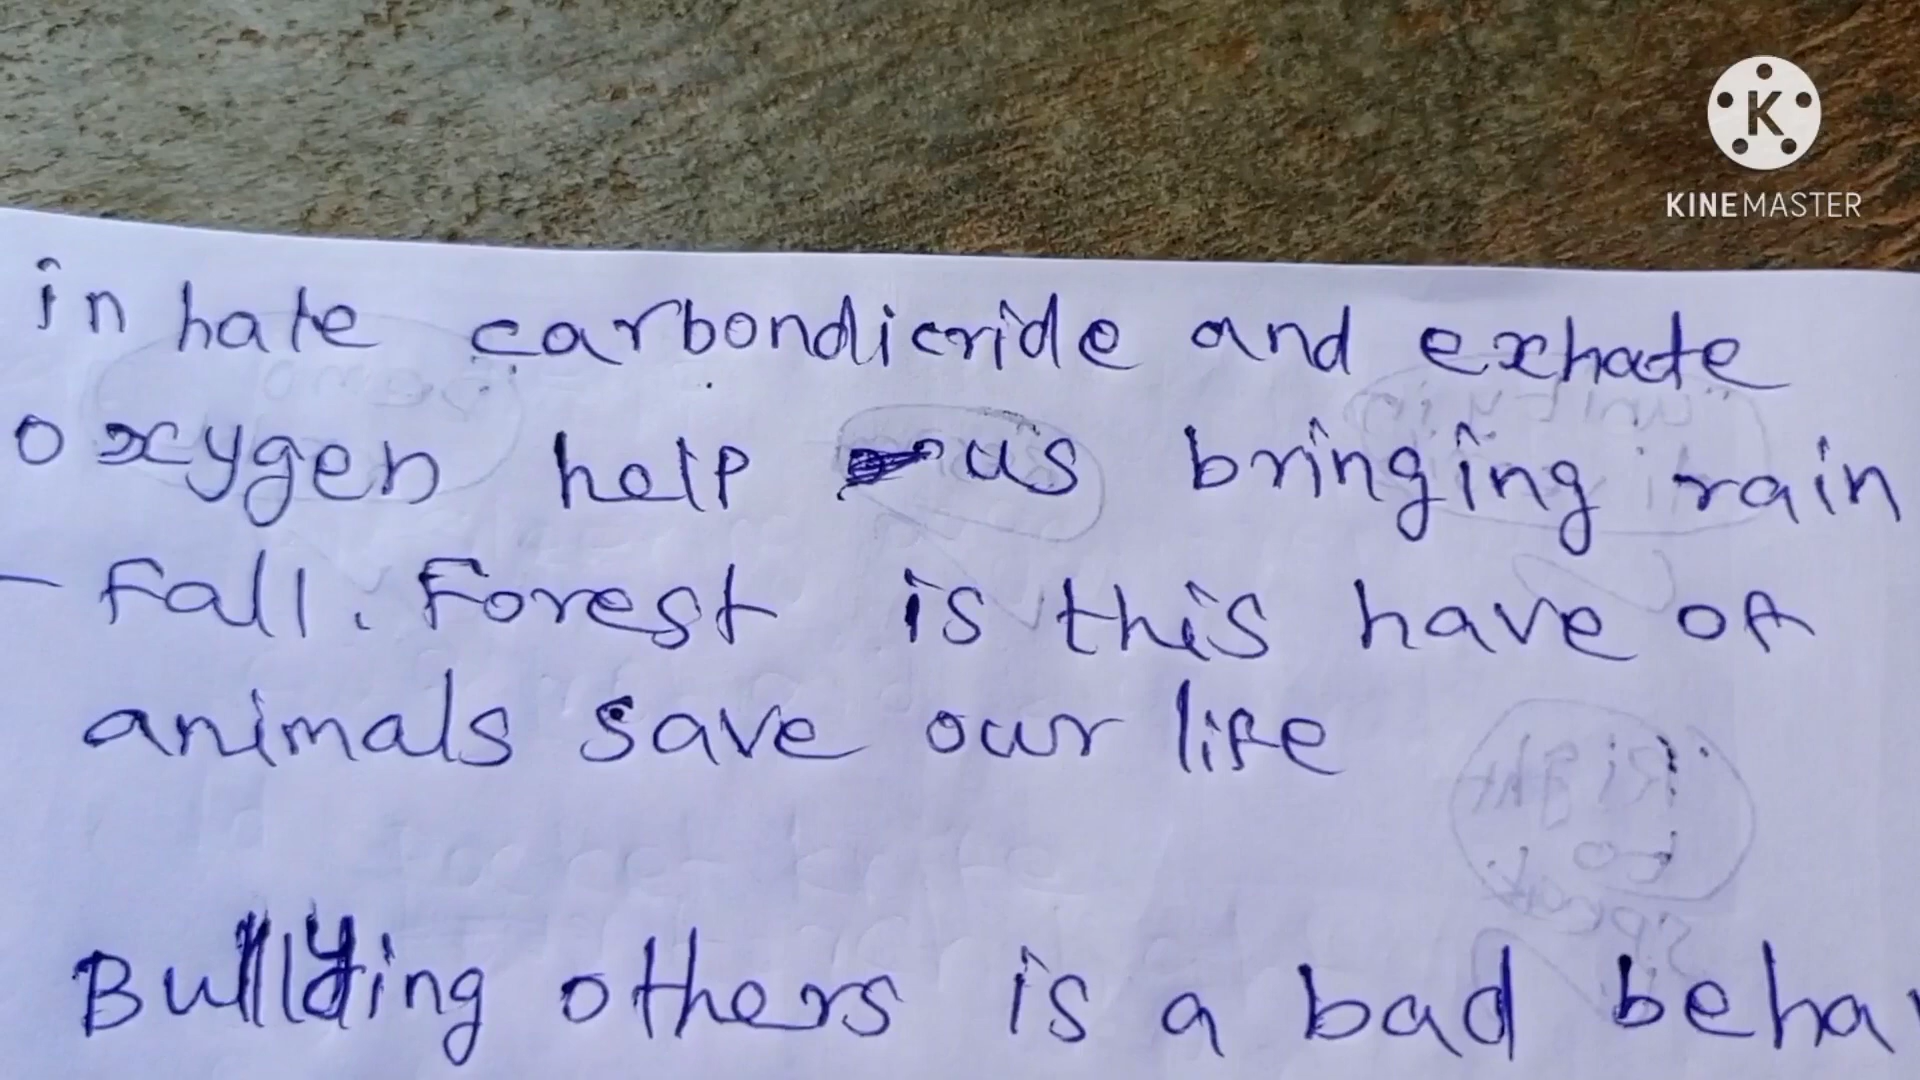 KINEMASTER
in hate carbondicride and exhate
oxygen help us bringing rain
- Fall. Forest is this have of
animals save our life
Bullying others is a bad beha